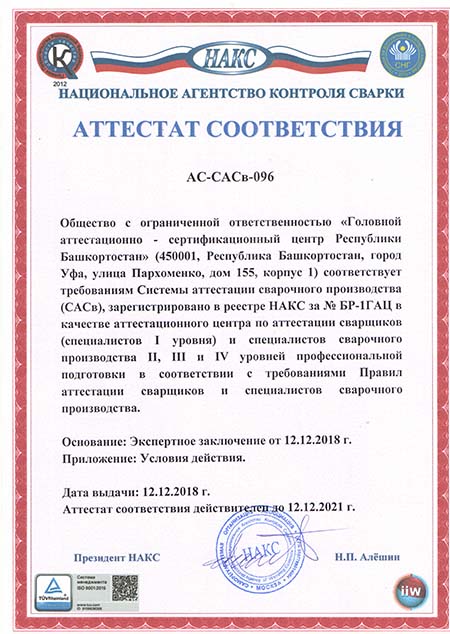 НАКС
2012
СНГ
НАЦИОНАЛЬНОЕ АГЕНТСТВО КОНТРОЛЯ СВАРКИ
АТТЕСТАТ СООТВЕТСТВИЯ
АС-САСв-096
Общество с ограниченной ответственностью «Головной
аттестационно - сертификационный центр Республики
Башкортостан» (450001, Республика Башкортостан, город
Уфа, улица Пархоменко, дом 155, корпус 1) соответствует
требованиям Системы аттестации сварочного производства
(САСв), зарегистрировано в реестре НАКС за № БР-1ГАЦ в
качестве аттестационного центра по аттестации сварщиков
(специалистов I уровня) и специалистов сварочного
производства II, III и IV уровней профессиональной
подготовки в соответствии с требованиями Правил
аттестации сварщиков и специалистов сварочного
производства.
Основание: Экспертное заключение от 12.12.2018 г.
Приложение: Условия действия.
Дата выдачи: 12.12.2018 г.
Аттестат соответствия действителен до 12.12.2021 г.
Президент НАКС
НАКС
Н.П. Алёшин
TÜVRheinland
Система
менеджмента
ISO 9001:2015
www.tuv.com
iiw